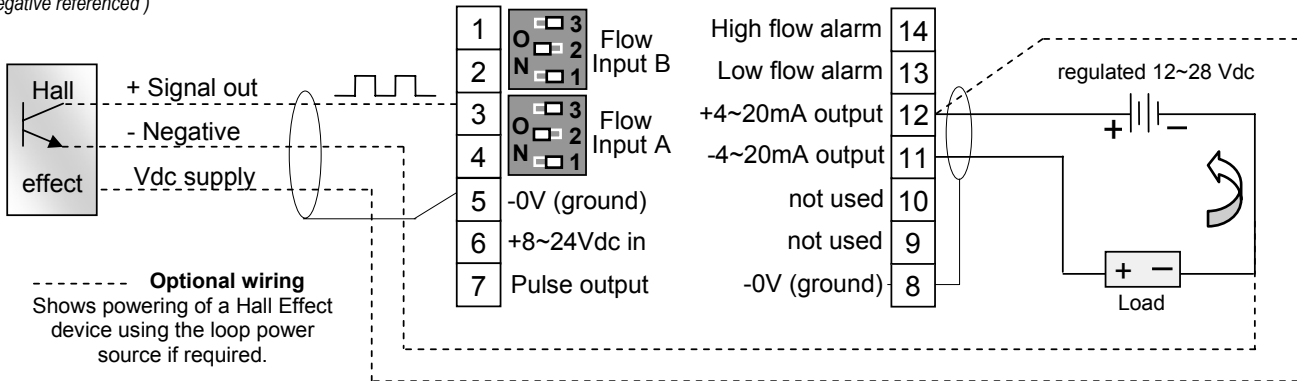 egative referenced )
Hall
effect
+ Signal out
- Negative
Vdc supply
- - - - - - Optional wiring
Shows powering of a Hall Effect
device using the loop power
source if required.
1
2
3
4
5
6
7
O
N
3
2
1
Flow
Input B
O
N
3
2
1
Flow
Input A
-0V (ground)
+8~24Vdc in
Pulse output
High flow alarm 14
Low flow alarm 13
+4~20mA output 12
-4~20mA output 11
not used 10
not used 9
-0V (ground) 8
regulated 12~28 Vdc
+ −
+ −
Load